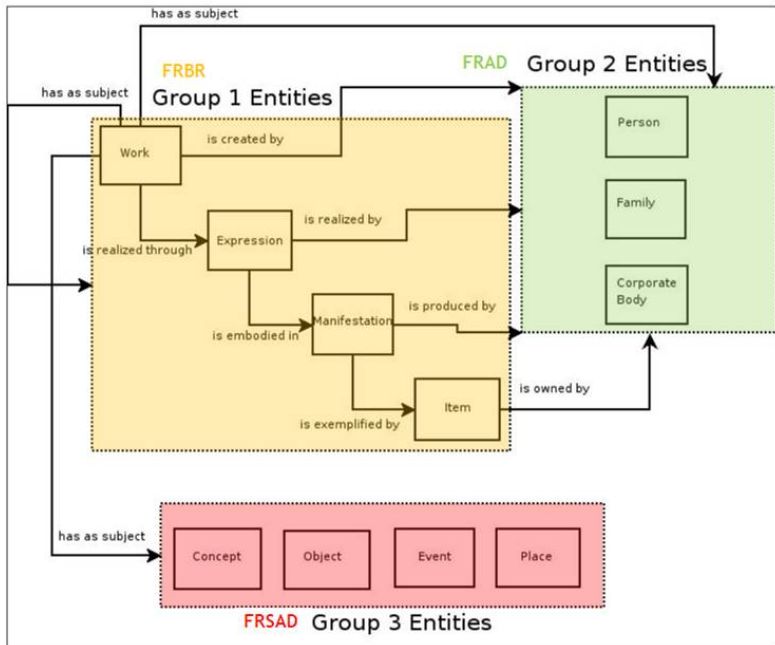 has as subject
FRBR
FRAD
Group 2 Entities
has as subject
Group 1 Entities
Person
is created by
Work
Family
is realized by
is realized through
Expression
Corporate
Body
is produced by
Manifestation
is embodied in
is owned by
Item
is exemplified by
has as subject
Concept
Object
Event
Place
FRSAD
Group 3 Entities